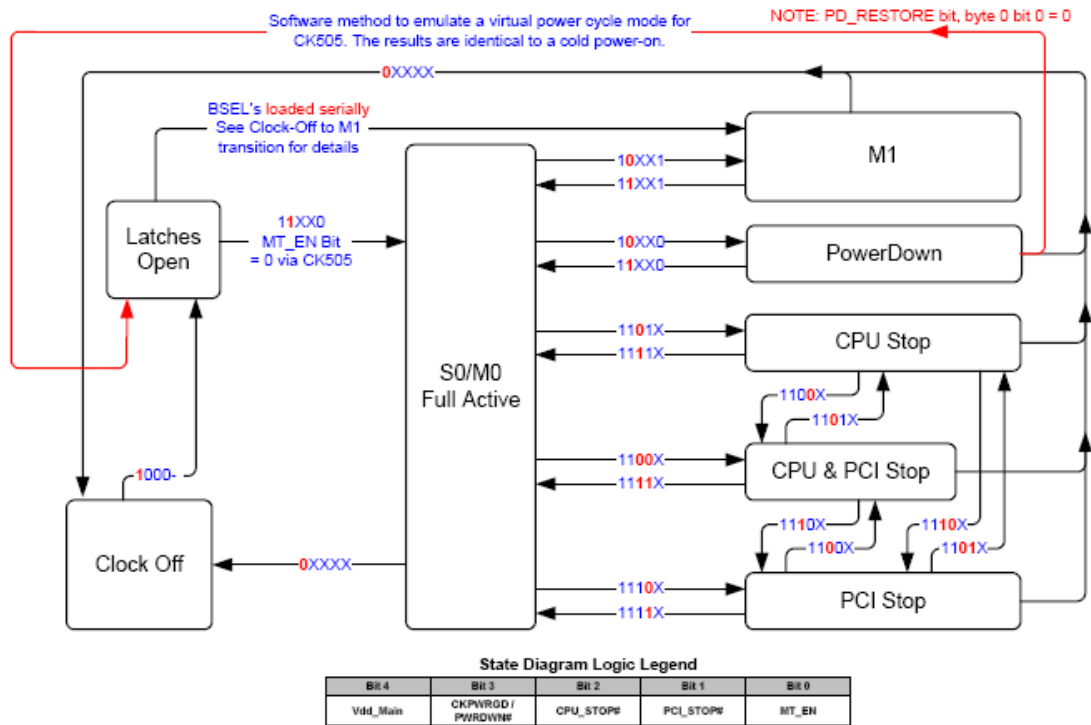 Software method to emulate a virtual power cycle mode for
CK505. The results are identical to a cold power-on.
NOTE: PD_RESTORE bit, byte 0 bit 0 = 0
0XXXX
BSEL's loaded serially
See Clock-Off to M1
transition for details
M1
10XX1
11XX1
Latches
Open
11XX0
MT_EN Bit
= 0 via CK505
10XX0
11XX0
PowerDown
S0/M0
Full Active
1101X
1111X
CPU Stop
1100X
1101X
1100X
1111X
CPU & PCI Stop
1000-
Clock Off
0XXXX
1110X
1100X
1110X
1101X
1110X
1111X
PCI Stop
State Diagram Logic Legend
Bit 4 Bit 3 Bit 2 Bit 1 Bit 0
Vdd_Main CKPWRGD / PWRDWN# CPU_STOP# PCI_STOP# MT_EN